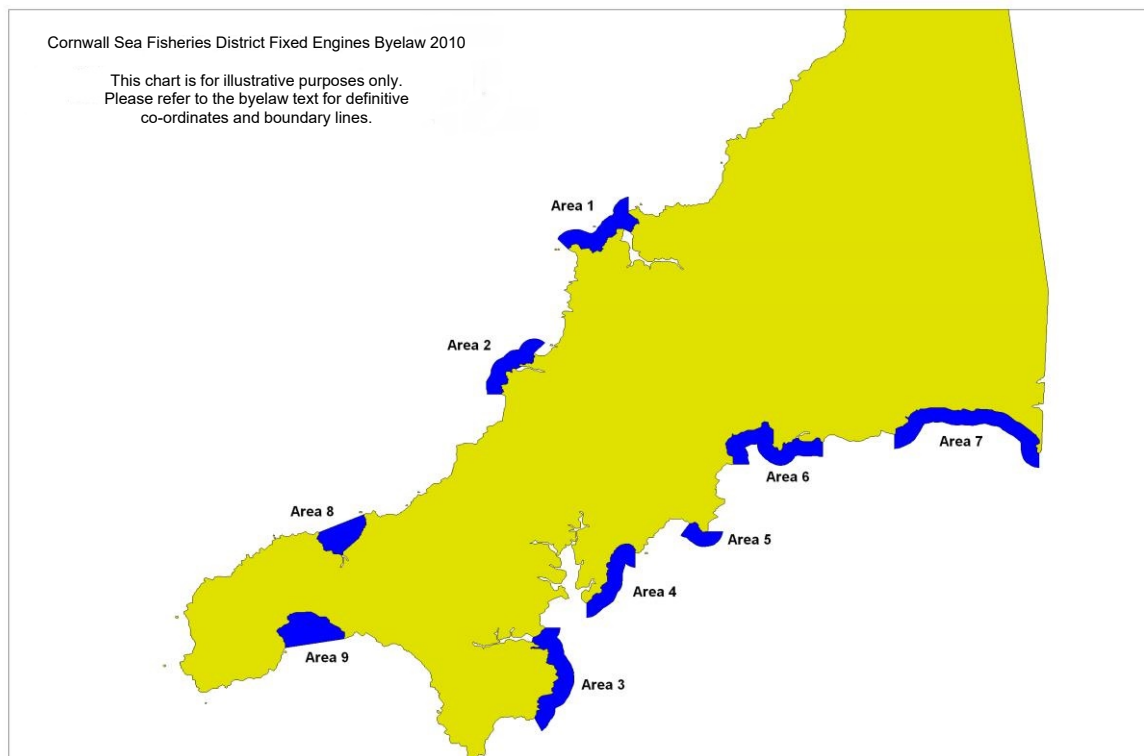 Cornwall Sea Fisheries District Fixed Engines Byelaw 2010
This chart is for illustrative purposes only.
Please refer to the byelaw text for definitive
co-ordinates and boundary lines.
Area 1
Area 2
Area 7
Area 6
Area 8
Area 5
Area 4
Area 9
Area 3